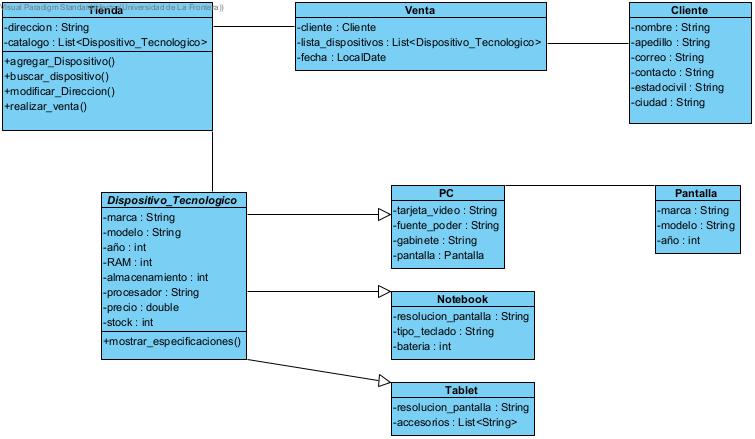 Visual Paradigm Standard (Universidad de La Frontera))
Tienda
-direccion : String
-catalogo : List<Dispositivo_Tecnologico>
+agregar_Dispositivo()
+buscar_dispositivo()
+modificar_Direccion()
+realizar_venta()
Venta
-cliente : Cliente
-lista_dispositivos : List<Dispositivo_Tecnologico>
-fecha : LocalDate
Cliente
-nombre : String
-apedillo : String
-correo : String
-contacto : String
-estadocivil : String
-ciudad : String
Dispositivo_Tecnologico
-marca : String
-modelo : String
-año : int
-RAM : int
-almacenamiento : int
-procesador : String
-precio : double
-stock : int
+mostrar_especificaciones()
PC
-tarjeta_video : String
-fuente_poder : String
-gabinete : String
-pantalla : Pantalla
Pantalla
-marca : String
-modelo : String
-año : int
Notebook
-resolucion_pantalla : String
-tipo_teclado : String
-bateria : int
Tablet
-resolucion_pantalla : String
-accesorios : List<String>